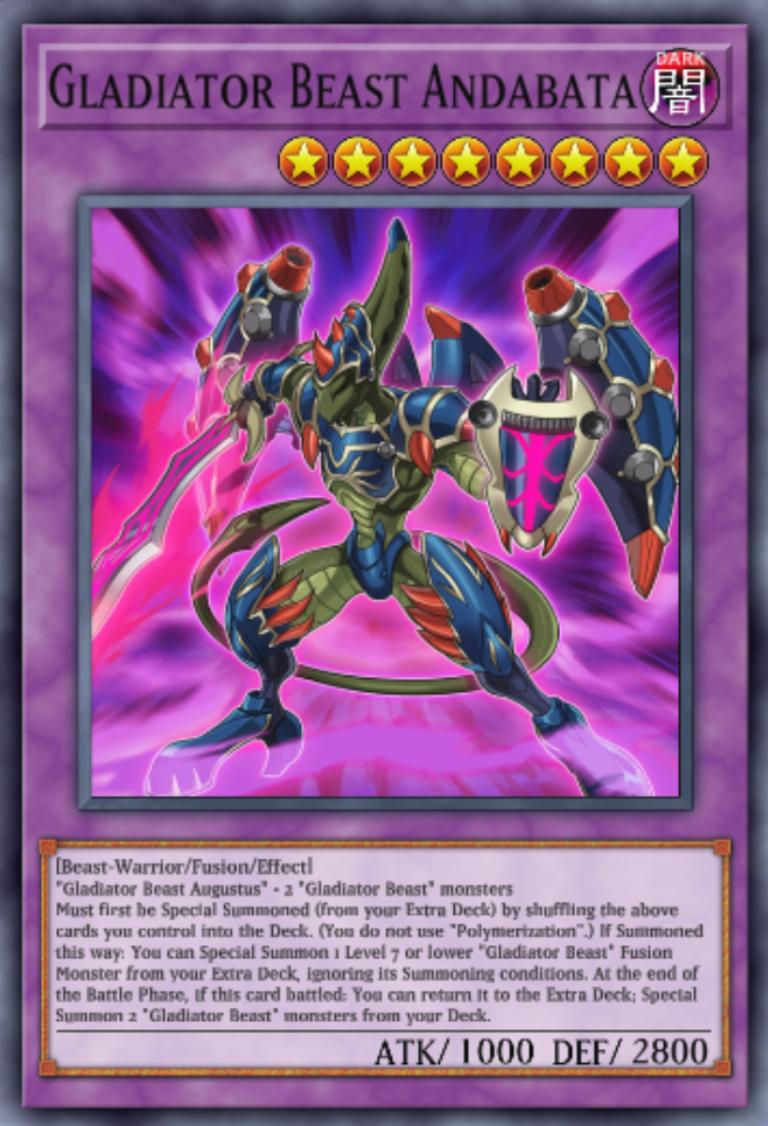 GLADIATOR BEAST ANDABATA
DARK
闇
[Beast-Warrior/Fusion/Effect]
"Gladiator Beast Augustus" + 2 "Gladiator Beast" monsters
Must first be Special Summoned (from your Extra Deck) by shuffling the above
cards you control into the Deck. (You do not use "Polymerization".) If Summoned
this way: You can Special Summon 1 Level 7 or lower "Gladiator Beast" Fusion
Monster from your Extra Deck, ignoring its Summoning conditions. At the end of
the Battle Phase, if this card battled: You can return it to the Extra Deck; Special
Summon 2 "Gladiator Beast" monsters from your Deck.
ATK/ 1000 DEF/ 2800